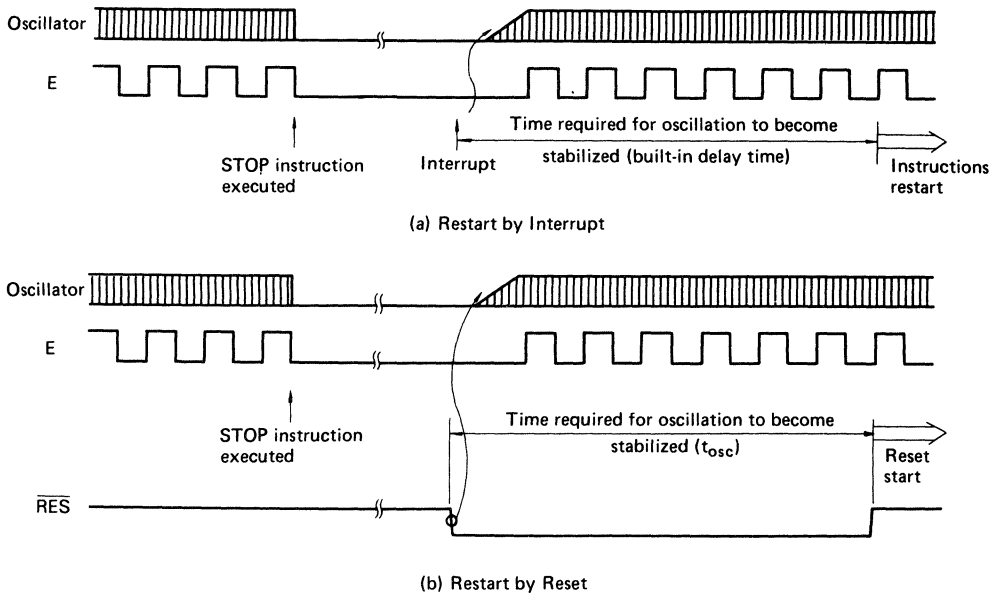 Oscillator
E
STOP instruction
executed
Interrupt
Time required for oscillation to become
stabilized (built-in delay time)
Instructions
restart
(a) Restart by Interrupt
Oscillator
E
STOP instruction
executed
Time required for oscillation to become
stabilized (tosc)
Reset
start
RES
(b) Restart by Reset